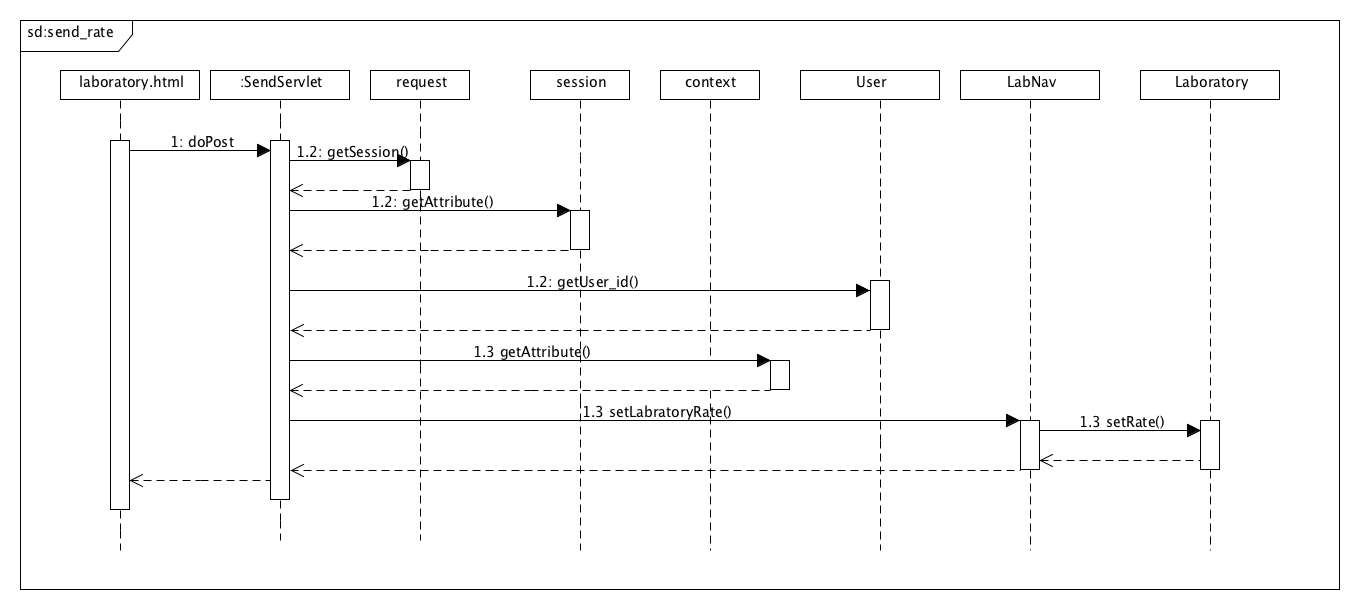 sd:send_rate
laboratory.html
:SendServlet
request
session
context
User
LabNav
Laboratory
1: doPost
1.2: getSession()
1.2: getAttribute()
1.2: getUser_id()
1.3 getAttribute()
1.3 setLabratoryRate()
1.3 setRate()